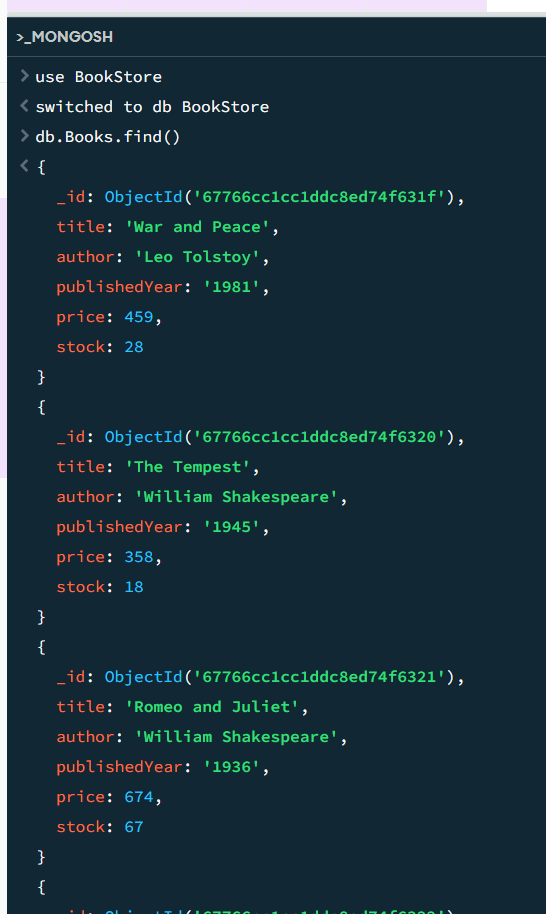 >_MONGOSH
> use BookStore
< switched to db BookStore
> db.Books.find()
< {
_id: ObjectId('67766cc1cc1ddc8ed74f631f'),
title: 'War and Peace',
author: 'Leo Tolstoy',
publishedYear: '1981',
price: 459,
stock: 28
}
{
_id: ObjectId('67766cc1cc1ddc8ed74f6320'),
title: 'The Tempest',
author: 'William Shakespeare',
publishedYear: '1945',
price: 358,
stock: 18
}
{
_id: ObjectId('67766cc1cc1ddc8ed74f6321'),
title: 'Romeo and Juliet',
author: 'William Shakespeare',
publishedYear: '1936',
price: 674,
stock: 67
}
{